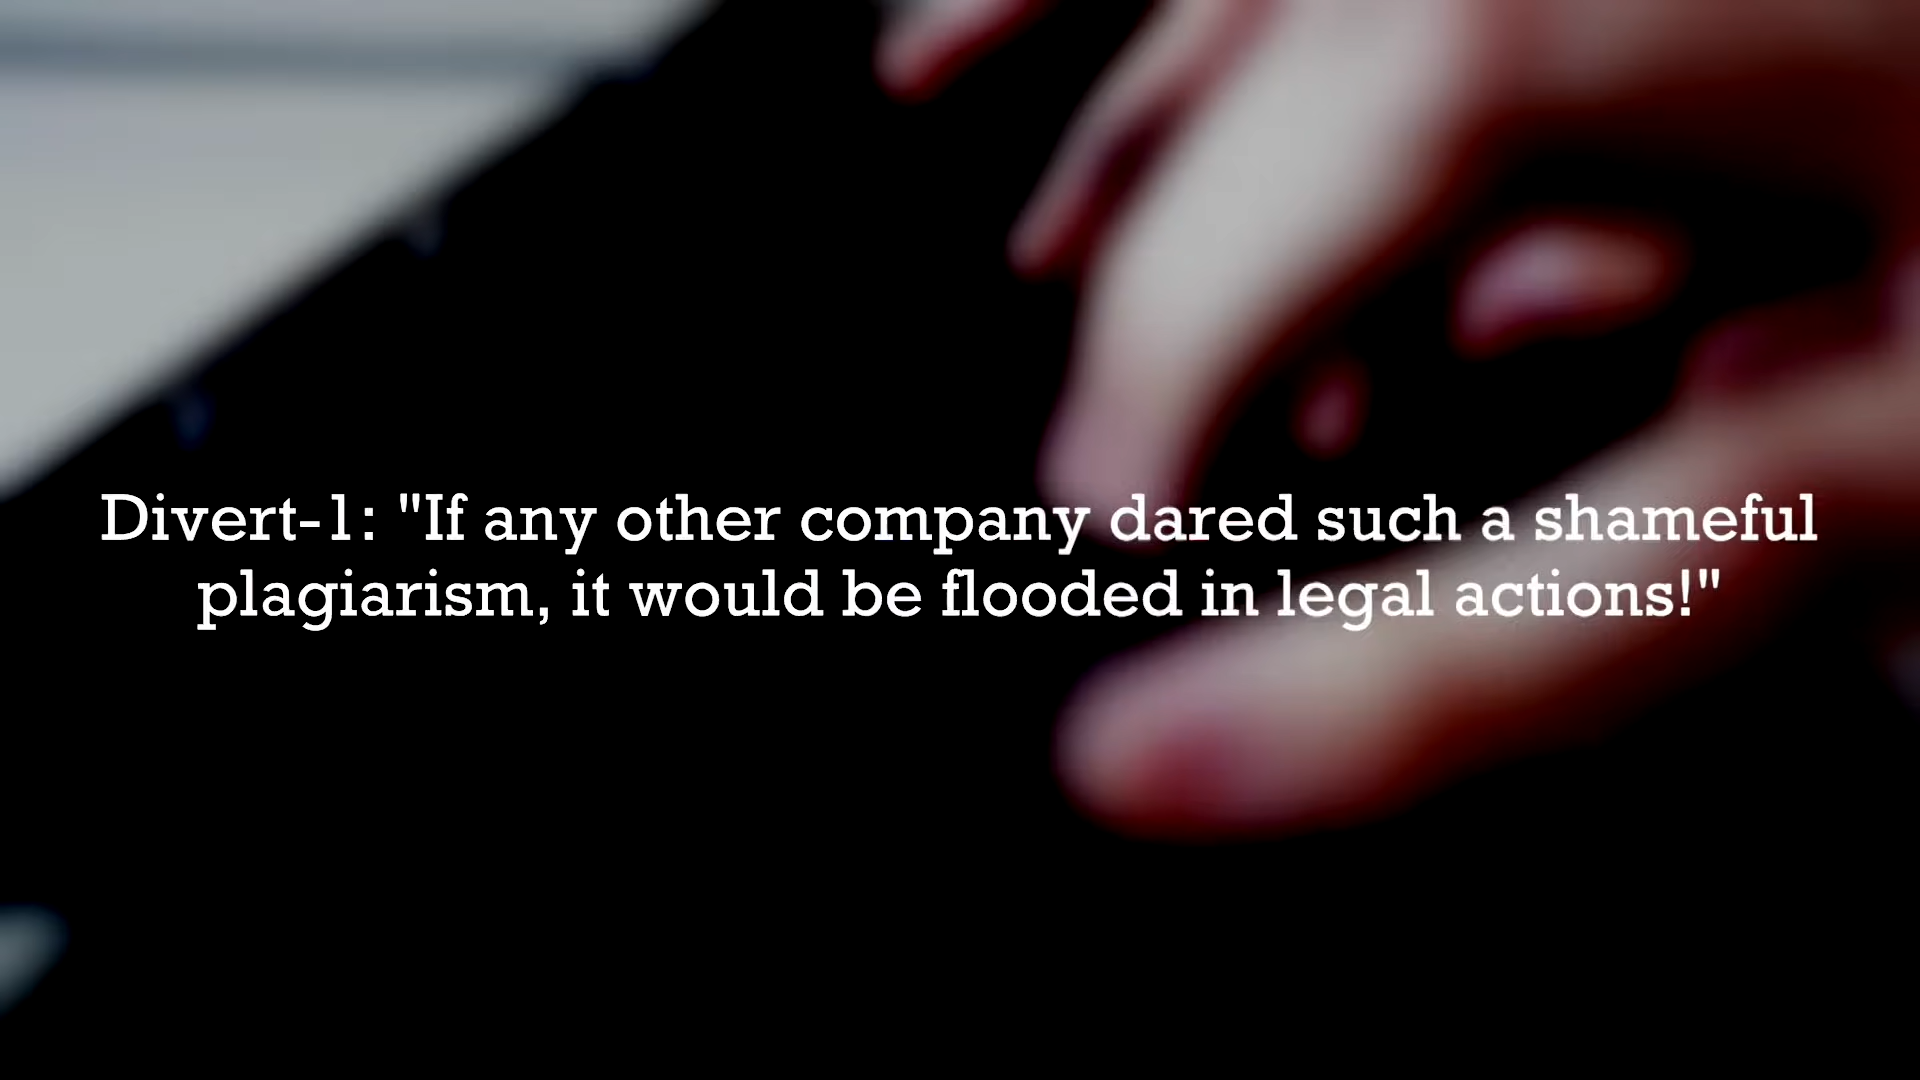 Divert-1: "If any other company dared such a shameful
plagiarism, it would be flooded in legal actions!"